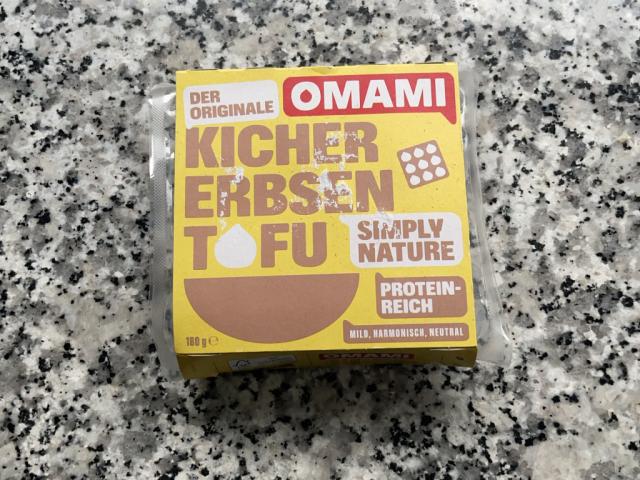 DER
ORIGINALE
OMAMI
KICHER
ERBSEN
TOFU
SIMPLY
NATURE
PROTEIN-
REICH
MILD, HARMONISCH, NEUTRAL
180 g ℮
OMAMI